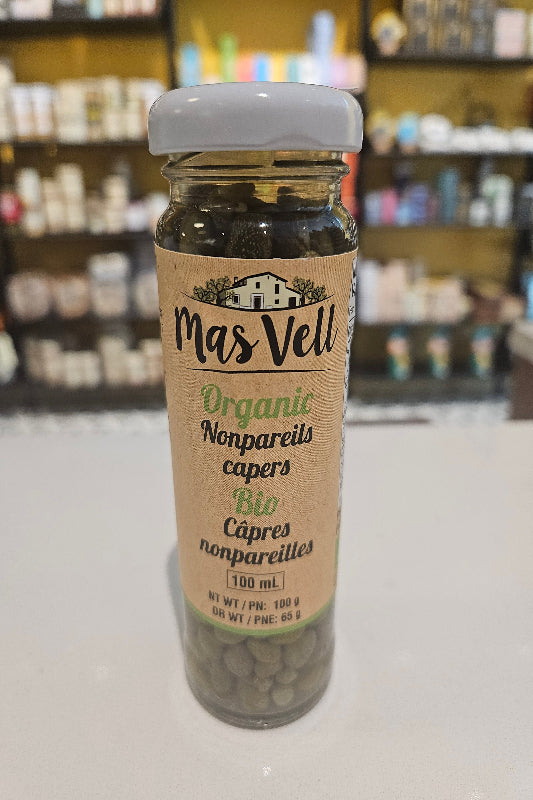 Mas Vell
Organic
Nonpareils
capers
Bio
Câpres
nonpareilles
100 mL
NT WT / PN: 100 g
DR WT / PNE: 65 g